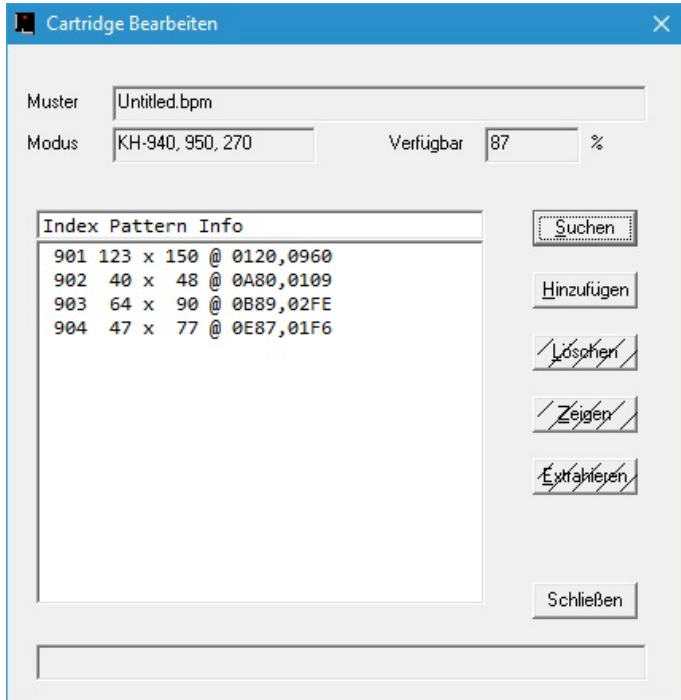 Cartridge Bearbeiten
Muster Untitled.bpm
Modus KH-940, 950, 270 Verfügbar 87 %
Index Pattern Info
901 123 x 150 @ 0120,0960
902 40 x 48 @ 0A80,0109
903 64 x 90 @ 0B89,02FE
904 47 x 77 @ 0E87,01F6
Suchen
Hinzufügen
Löschen
Zeigen
Extrahieren
Schließen